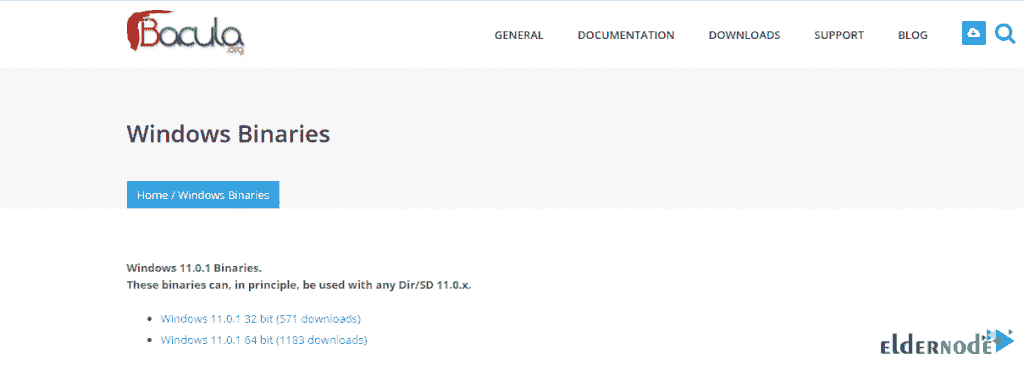 Bacula
.org
GENERAL DOCUMENTATION DOWNLOADS SUPPORT BLOG
Windows Binaries
Home / Windows Binaries
Windows 11.0.1 Binaries.
These binaries can, in principle, be used with any Dir/SD 11.0.x.
Windows 11.0.1 32 bit (571 downloads)
Windows 11.0.1 64 bit (1183 downloads)
eldernode